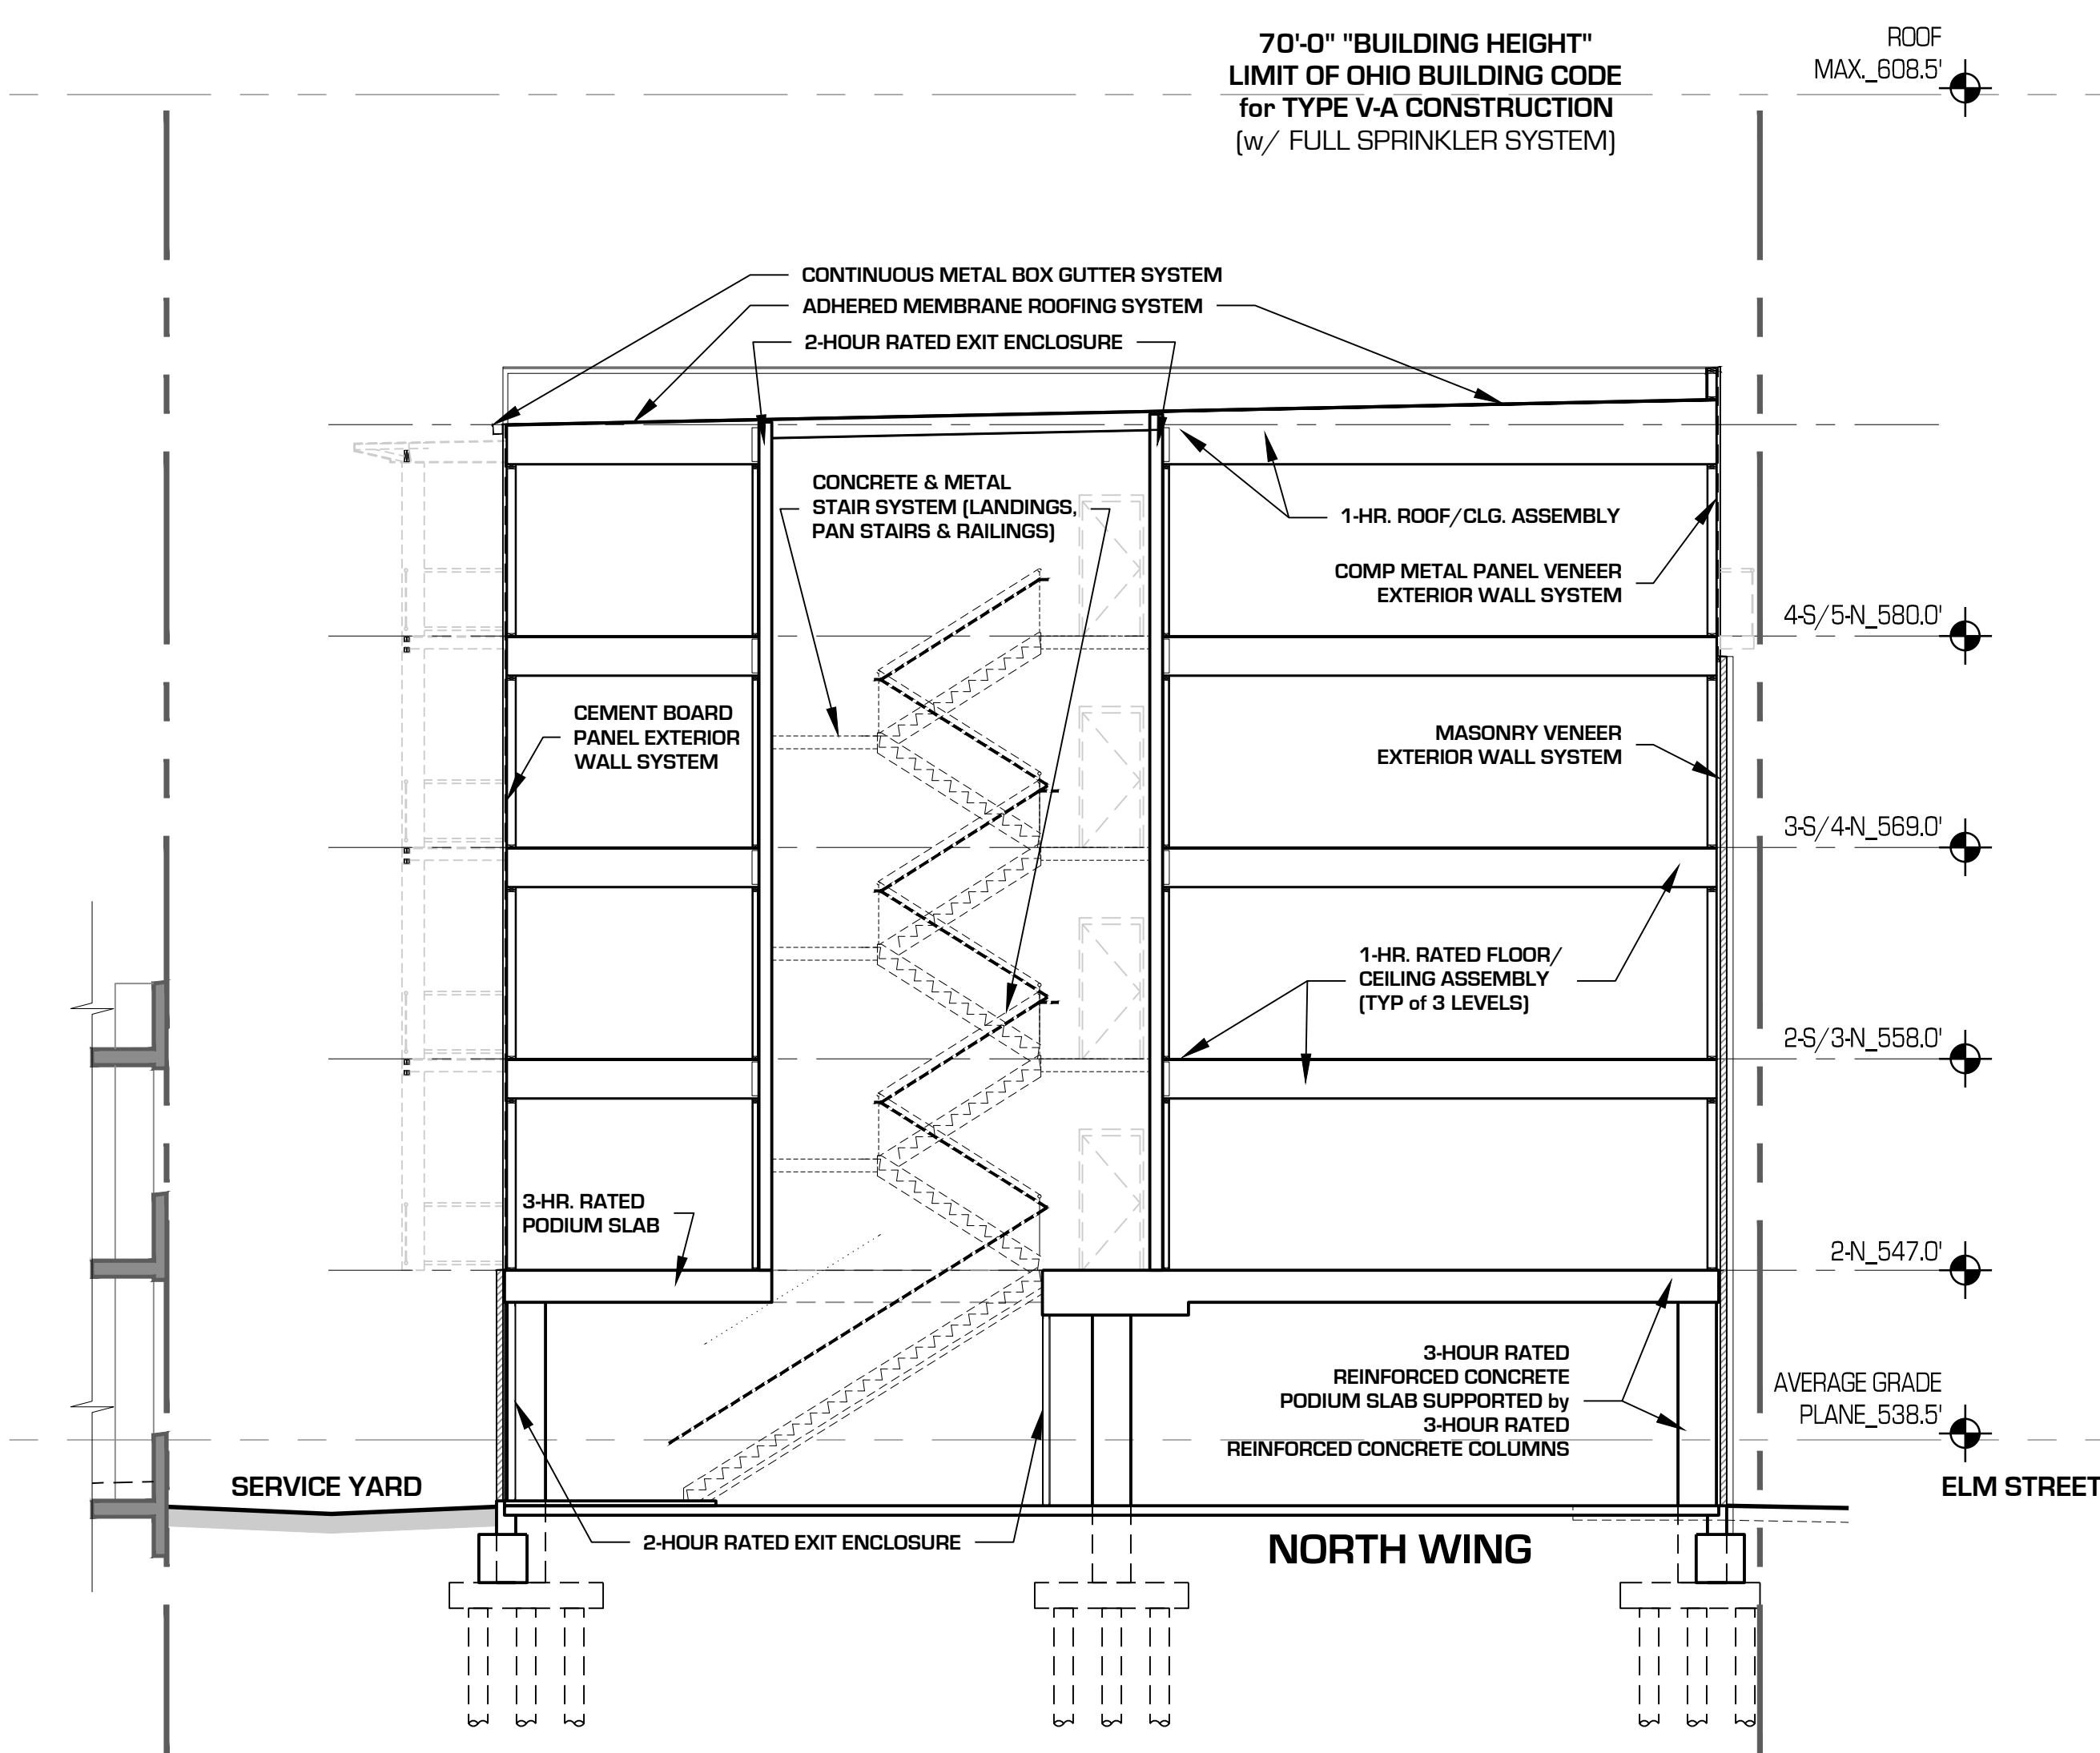 70'-0" "BUILDING HEIGHT"
LIMIT OF OHIO BUILDING CODE
for TYPE V-A CONSTRUCTION
(w/ FULL SPRINKLER SYSTEM)
ROOF
MAX._608.5'
CONTINUOUS METAL BOX GUTTER SYSTEM
ADHERED MEMBRANE ROOFING SYSTEM
2-HOUR RATED EXIT ENCLOSURE
CONCRETE & METAL
STAIR SYSTEM (LANDINGS,
PAN STAIRS & RAILINGS)
1-HR. ROOF/CLG. ASSEMBLY
COMP METAL PANEL VENEER
EXTERIOR WALL SYSTEM
4-S/5-N_580.0'
CEMENT BOARD
PANEL EXTERIOR
WALL SYSTEM
MASONRY VENEER
EXTERIOR WALL SYSTEM
3-S/4-N_569.0'
1-HR. RATED FLOOR/
CEILING ASSEMBLY
(TYP of 3 LEVELS)
2-S/3-N_558.0'
3-HR. RATED
PODIUM SLAB
2-N_547.0'
3-HOUR RATED
REINFORCED CONCRETE
PODIUM SLAB SUPPORTED by
3-HOUR RATED
REINFORCED CONCRETE COLUMNS
AVERAGE GRADE
PLANE_538.5'
SERVICE YARD
ELM STREET
2-HOUR RATED EXIT ENCLOSURE
NORTH WING